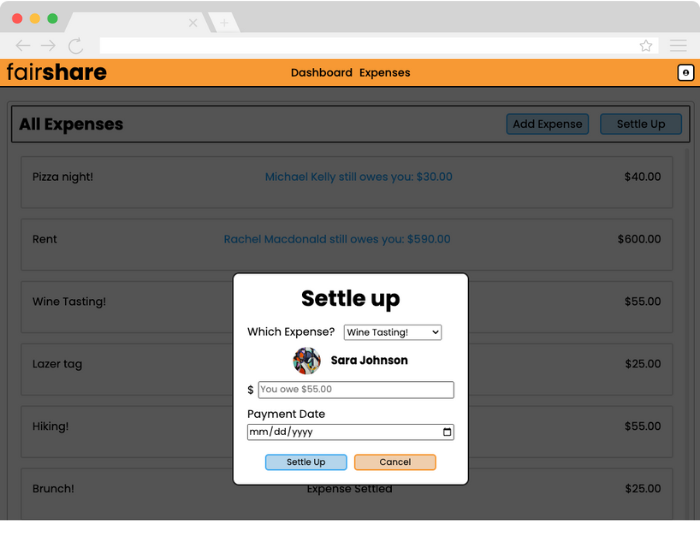 fairshare
Dashboard Expenses
All Expenses
Add Expense
Settle Up
Pizza night!
Michael Kelly still owes you: $30.00
$40.00
Rent
Rachel Macdonald still owes you: $590.00
$600.00
Wine Tasting!
$55.00
Lazer tag
$25.00
Hiking!
$55.00
Brunch!
Expense Settled
$25.00
Settle up
Which Expense? Wine Tasting!
Sara Johnson
$ You owe $55.00
Payment Date
mm/dd/yyyy
Settle Up
Cancel